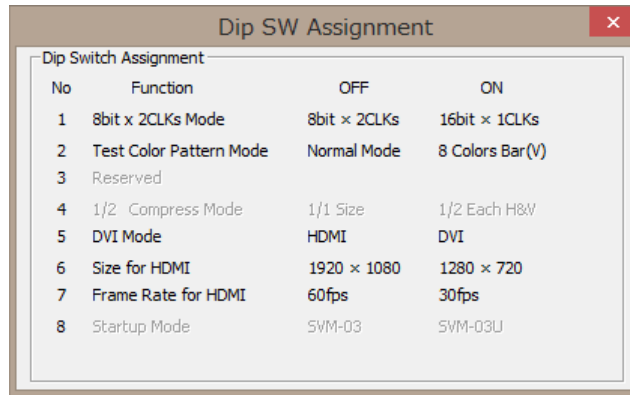 Dip SW Assignment
Dip Switch Assignment
No Function OFF ON
1 8bit x 2CLKs Mode 8bit × 2CLKs 16bit × 1CLKs
2 Test Color Pattern Mode Normal Mode 8 Colors Bar(V)
3 Reserved
4 1/2 Compress Mode 1/1 Size 1/2 Each H&V
5 DVI Mode HDMI DVI
6 Size for HDMI 1920 × 1080 1280 × 720
7 Frame Rate for HDMI 60fps 30fps
8 Startup Mode SVM-03 SVM-03U